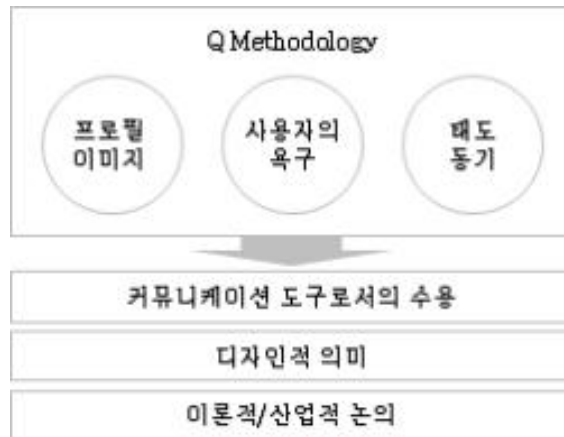 Q Methodology
프로필
이미지
사용자의
욕구
태도
동기
커뮤니케이션 도구로서의 수용
디자인적 의미
이론적/산업적 논의